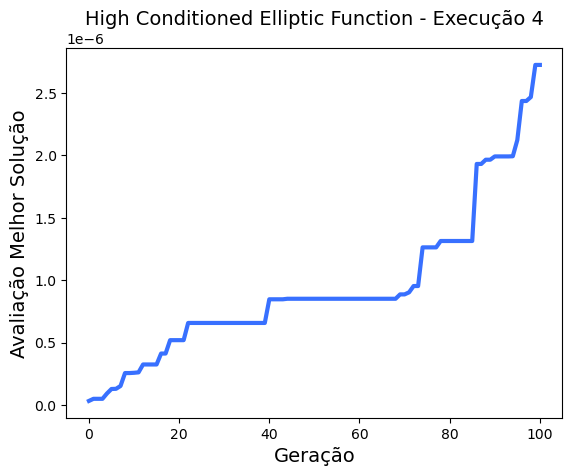 High Conditioned Elliptic Function - Execução 4
1e−6
2.5
2.0
1.5
1.0
0.5
0.0
Avaliação Melhor Solução
0 20 40 60 80 100
Geração